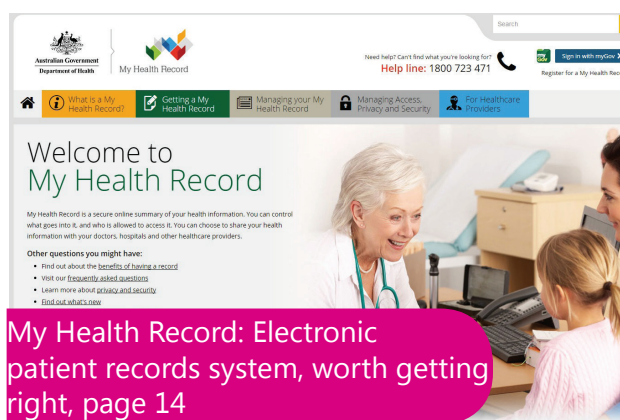 Search
Australian Government
Department of Health
My Health Record
Need help? Can't find what you're looking for?
Help line: 1800 723 471
my
Gov
Sign in with myGov
Register for a My Health Rec
What is a My
Health Record?
Getting a My
Health Record
Managing your My
Health Record
Managing Access,
Privacy and Security
For Healthcare
Providers
Welcome to
My Health Record
My Health Record is a secure online summary of your health information. You can control
what goes into it, and who is allowed to access it. You can choose to share your health
information with your doctors, hospitals and other healthcare providers.
Other questions you might have:
• Find out about the benefits of having a record
• Visit our frequently asked questions
• Learn more about privacy and security
• Find out what's new
My Health Record: Electronic
patient records system, worth getting
right, page 14